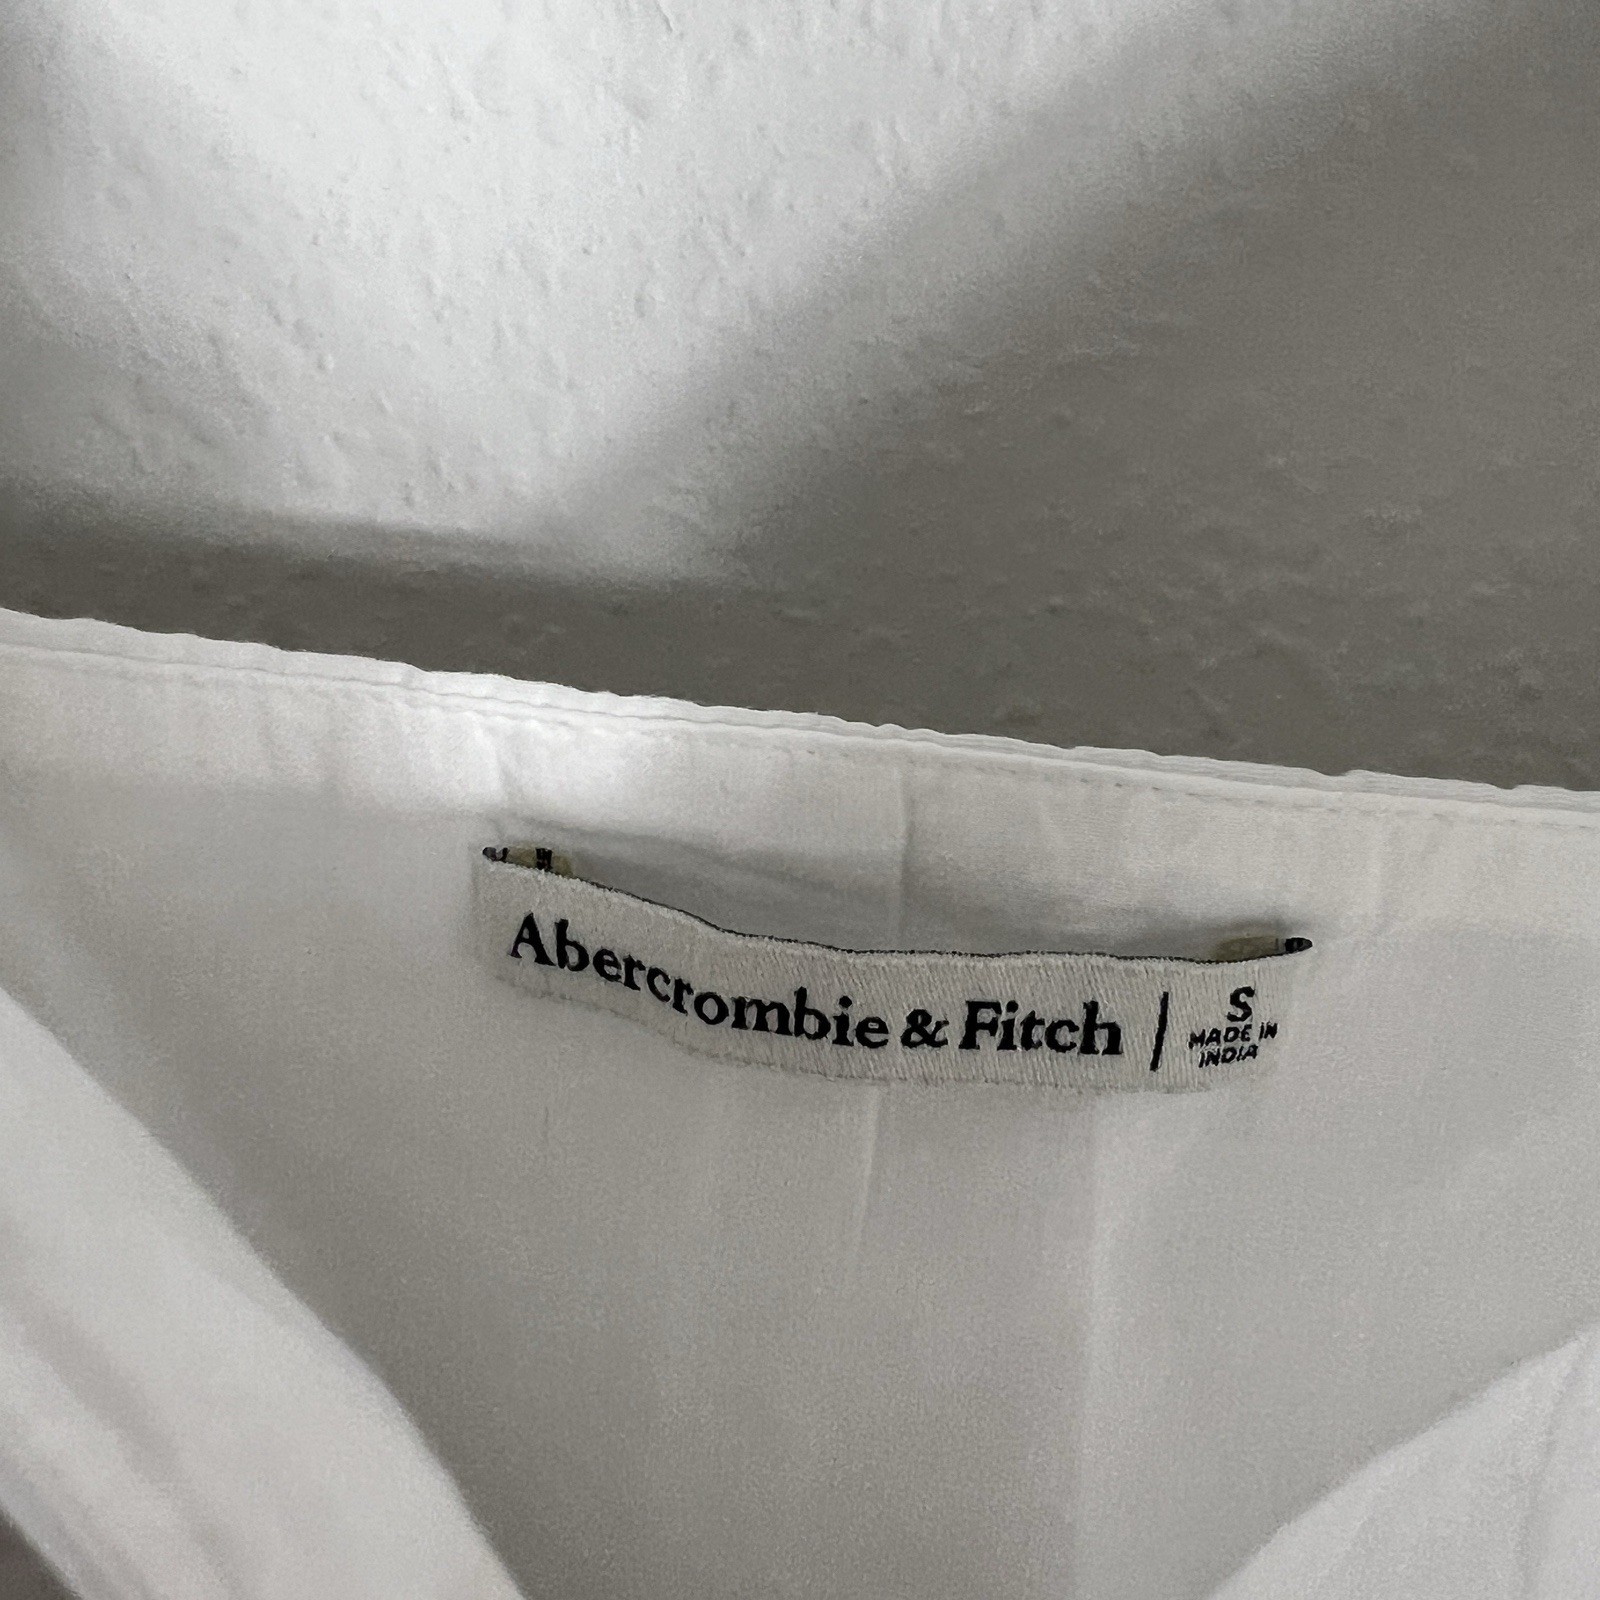 Abercrombie & Fitch | S
MADE IN
INDIA